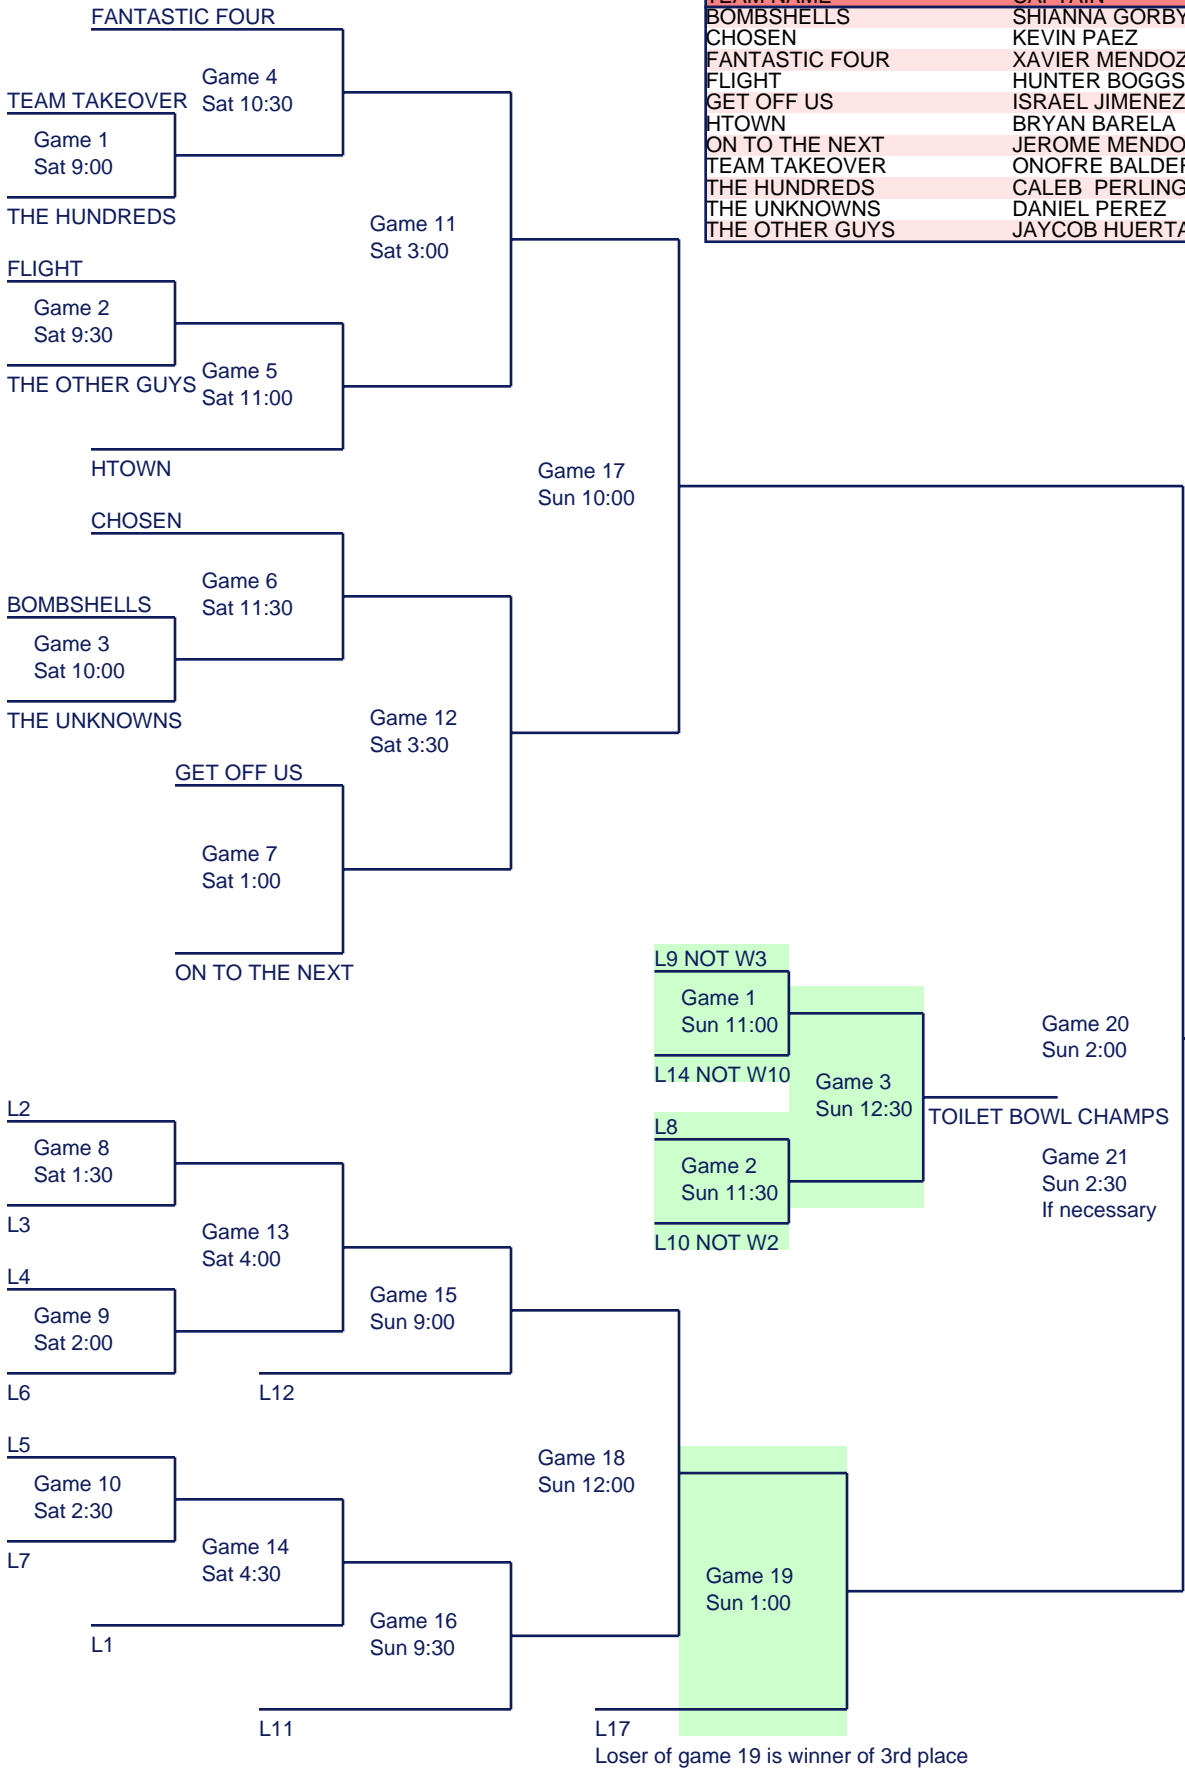 FANTASTIC FOUR
Game 4
Sat 10:30
TEAM TAKEOVER
Game 1
Sat 9:00
THE HUNDREDS
Game 11
Sat 3:00
FLIGHT
Game 2
Sat 9:30
THE OTHER GUYS
Game 5
Sat 11:00
HTOWN
Game 17
Sun 10:00
CHOSEN
Game 6
Sat 11:30
BOMBSHELLS
Game 3
Sat 10:00
THE UNKNOWNS
Game 12
Sat 3:30
GET OFF US
Game 7
Sat 1:00
ON TO THE NEXT
BOMBSHELLS SHIANNA GORBY
CHOSEN KEVIN PAEZ
FANTASTIC FOUR XAVIER
FLIGHT HUNTER BOGGS
GET OFF US ISRAEL JIMENEZ
HTOWN BRYAN BARELA
ON TO THE NEXT JEROME
TEAM TAKEOVER ONOFRE
THE HUNDREDS CALEB
THE UNKNOWNS DANIEL PEREZ
THE OTHER GUYS JAYCOB
L9 NOT W3
Game 1
Sun 11:00
L14 NOT W10
Game 3
Sun 12:30
L8
Game 2
Sun 11:30
L10 NOT W2
TOILET BOWL CHAMPS
Game 20
Sun 2:00
Game 21
Sun 2:30
If necessary
L2
Game 8
Sat 1:30
L3
Game 13
Sat 4:00
L4
Game 9
Sat 2:00
L6
Game 15
Sun 9:00
L12
L5
Game 10
Sat 2:30
L7
Game 14
Sat 4:30
L1
Game 16
Sun 9:30
L11
Game 18
Sun 12:00
Game 19
Sun 1:00
L17
Loser of game 19 is winner of 3rd place